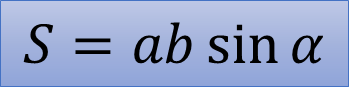 S = ab sin α